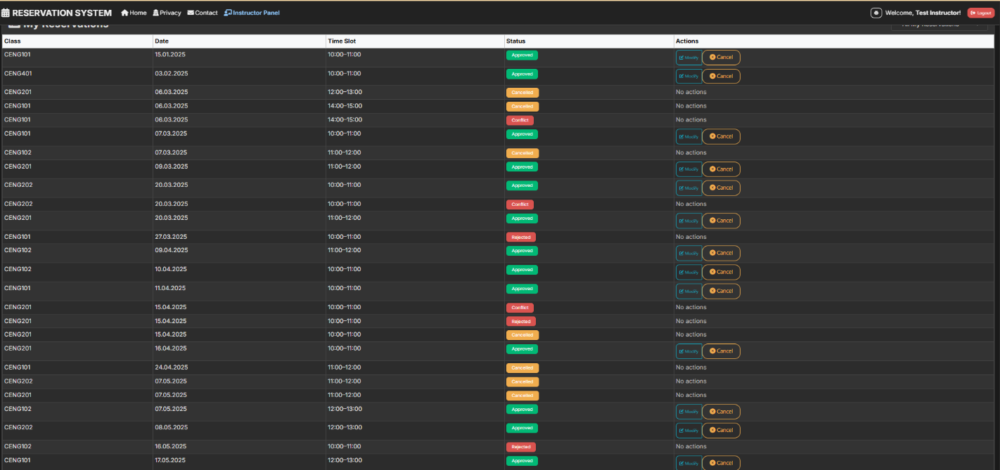 RESERVATION SYSTEM Home Privacy Contact Instructor Panel Welcome, Test Instructor! Logout
My Reservations All My Reservations
Class Date Time Slot Status Actions
CENG101 15.01.2025 10:00–11:00 Approved Modify Cancel
CENG401 03.02.2025 10:00–11:00 Approved Modify Cancel
CENG201 06.03.2025 12:00–13:00 Cancelled No actions
CENG101 06.03.2025 14:00–15:00 Cancelled No actions
CENG101 06.03.2025 14:00–15:00 Conflict No actions
CENG101 07.03.2025 10:00–11:00 Approved Modify Cancel
CENG102 07.03.2025 11:00–12:00 Cancelled No actions
CENG201 09.03.2025 11:00–12:00 Approved Modify Cancel
CENG202 20.03.2025 10:00–11:00 Approved Modify Cancel
CENG202 20.03.2025 10:00–11:00 Conflict No actions
CENG201 20.03.2025 11:00–12:00 Approved Modify Cancel
CENG101 27.03.2025 10:00–11:00 Rejected No actions
CENG102 09.04.2025 11:00–12:00 Approved Modify Cancel
CENG102 10.04.2025 10:00–11:00 Approved Modify Cancel
CENG101 11.04.2025 10:00–11:00 Approved Modify Cancel
CENG201 15.04.2025 10:00–11:00 Conflict No actions
CENG201 15.04.2025 10:00–11:00 Rejected No actions
CENG201 15.04.2025 10:00–11:00 Cancelled No actions
CENG201 16.04.2025 10:00–11:00 Approved Modify Cancel
CENG101 24.04.2025 11:00–12:00 Cancelled No actions
CENG202 07.05.2025 11:00–12:00 Cancelled No actions
CENG201 07.05.2025 11:00–12:00 Cancelled No actions
CENG102 07.05.2025 12:00–13:00 Approved Modify Cancel
CENG202 08.05.2025 12:00–13:00 Approved Modify Cancel
CENG102 16.05.2025 10:00–11:00 Rejected No actions
CENG101 17.05.2025 12:00–13:00 Approved Modify Cancel